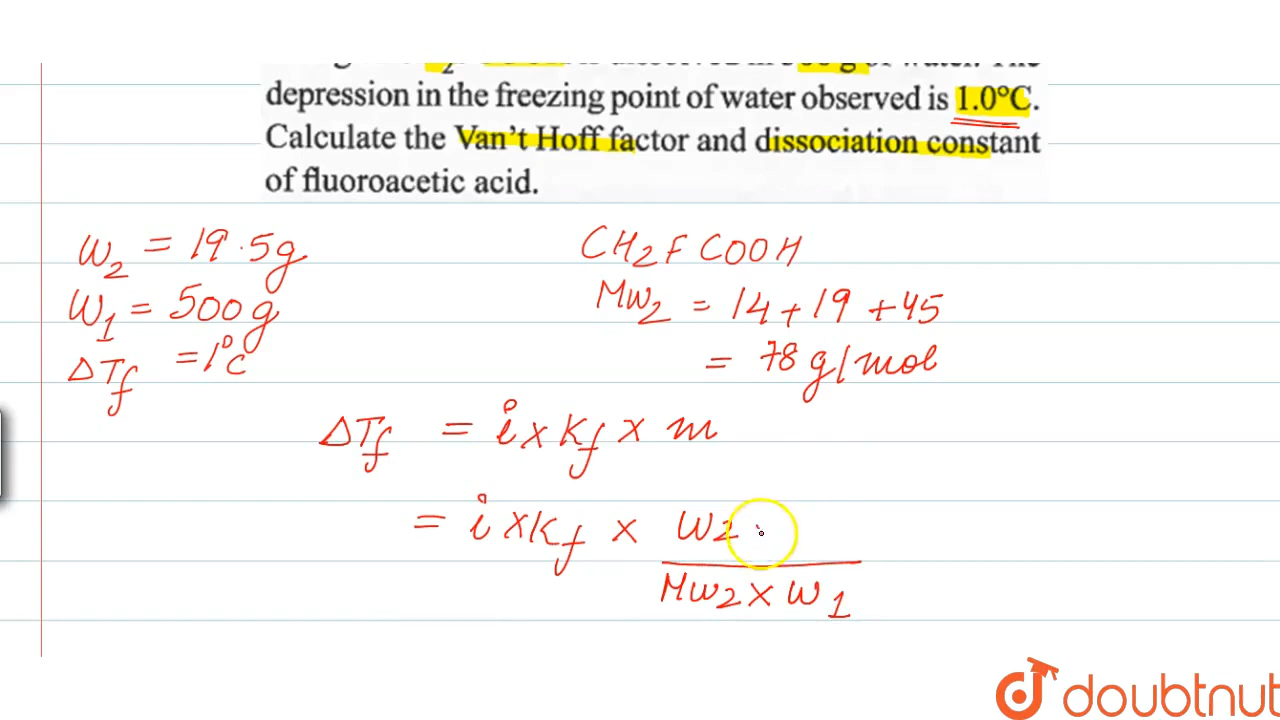 depression in the freezing point of water observed is 1.0°C.
Calculate the Van't Hoff factor and dissociation constant
of fluoroacetic acid.
W2 = 19.5g
W1 = 500g
ΔTf = 1°C
CH2FCOOH
MW2 = 14 + 19 + 45
= 78 g/mol
ΔTf = i × Kf × m
= i × Kf × W2
MW2 × W1
doubtnut